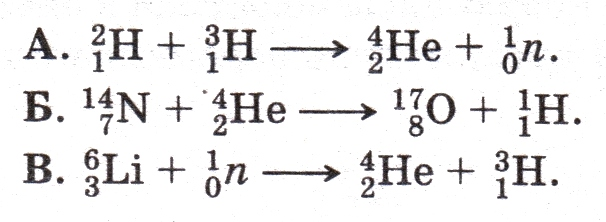 А. ²₁H + ³₁H ⟶ ⁴₂He + ¹₀n.
Б. ¹⁴₇N + ⁴₂He ⟶ ¹⁷₈O + ¹₁H.
В. ⁶₃Li + ¹₀n ⟶ ⁴₂He + ³₁H.